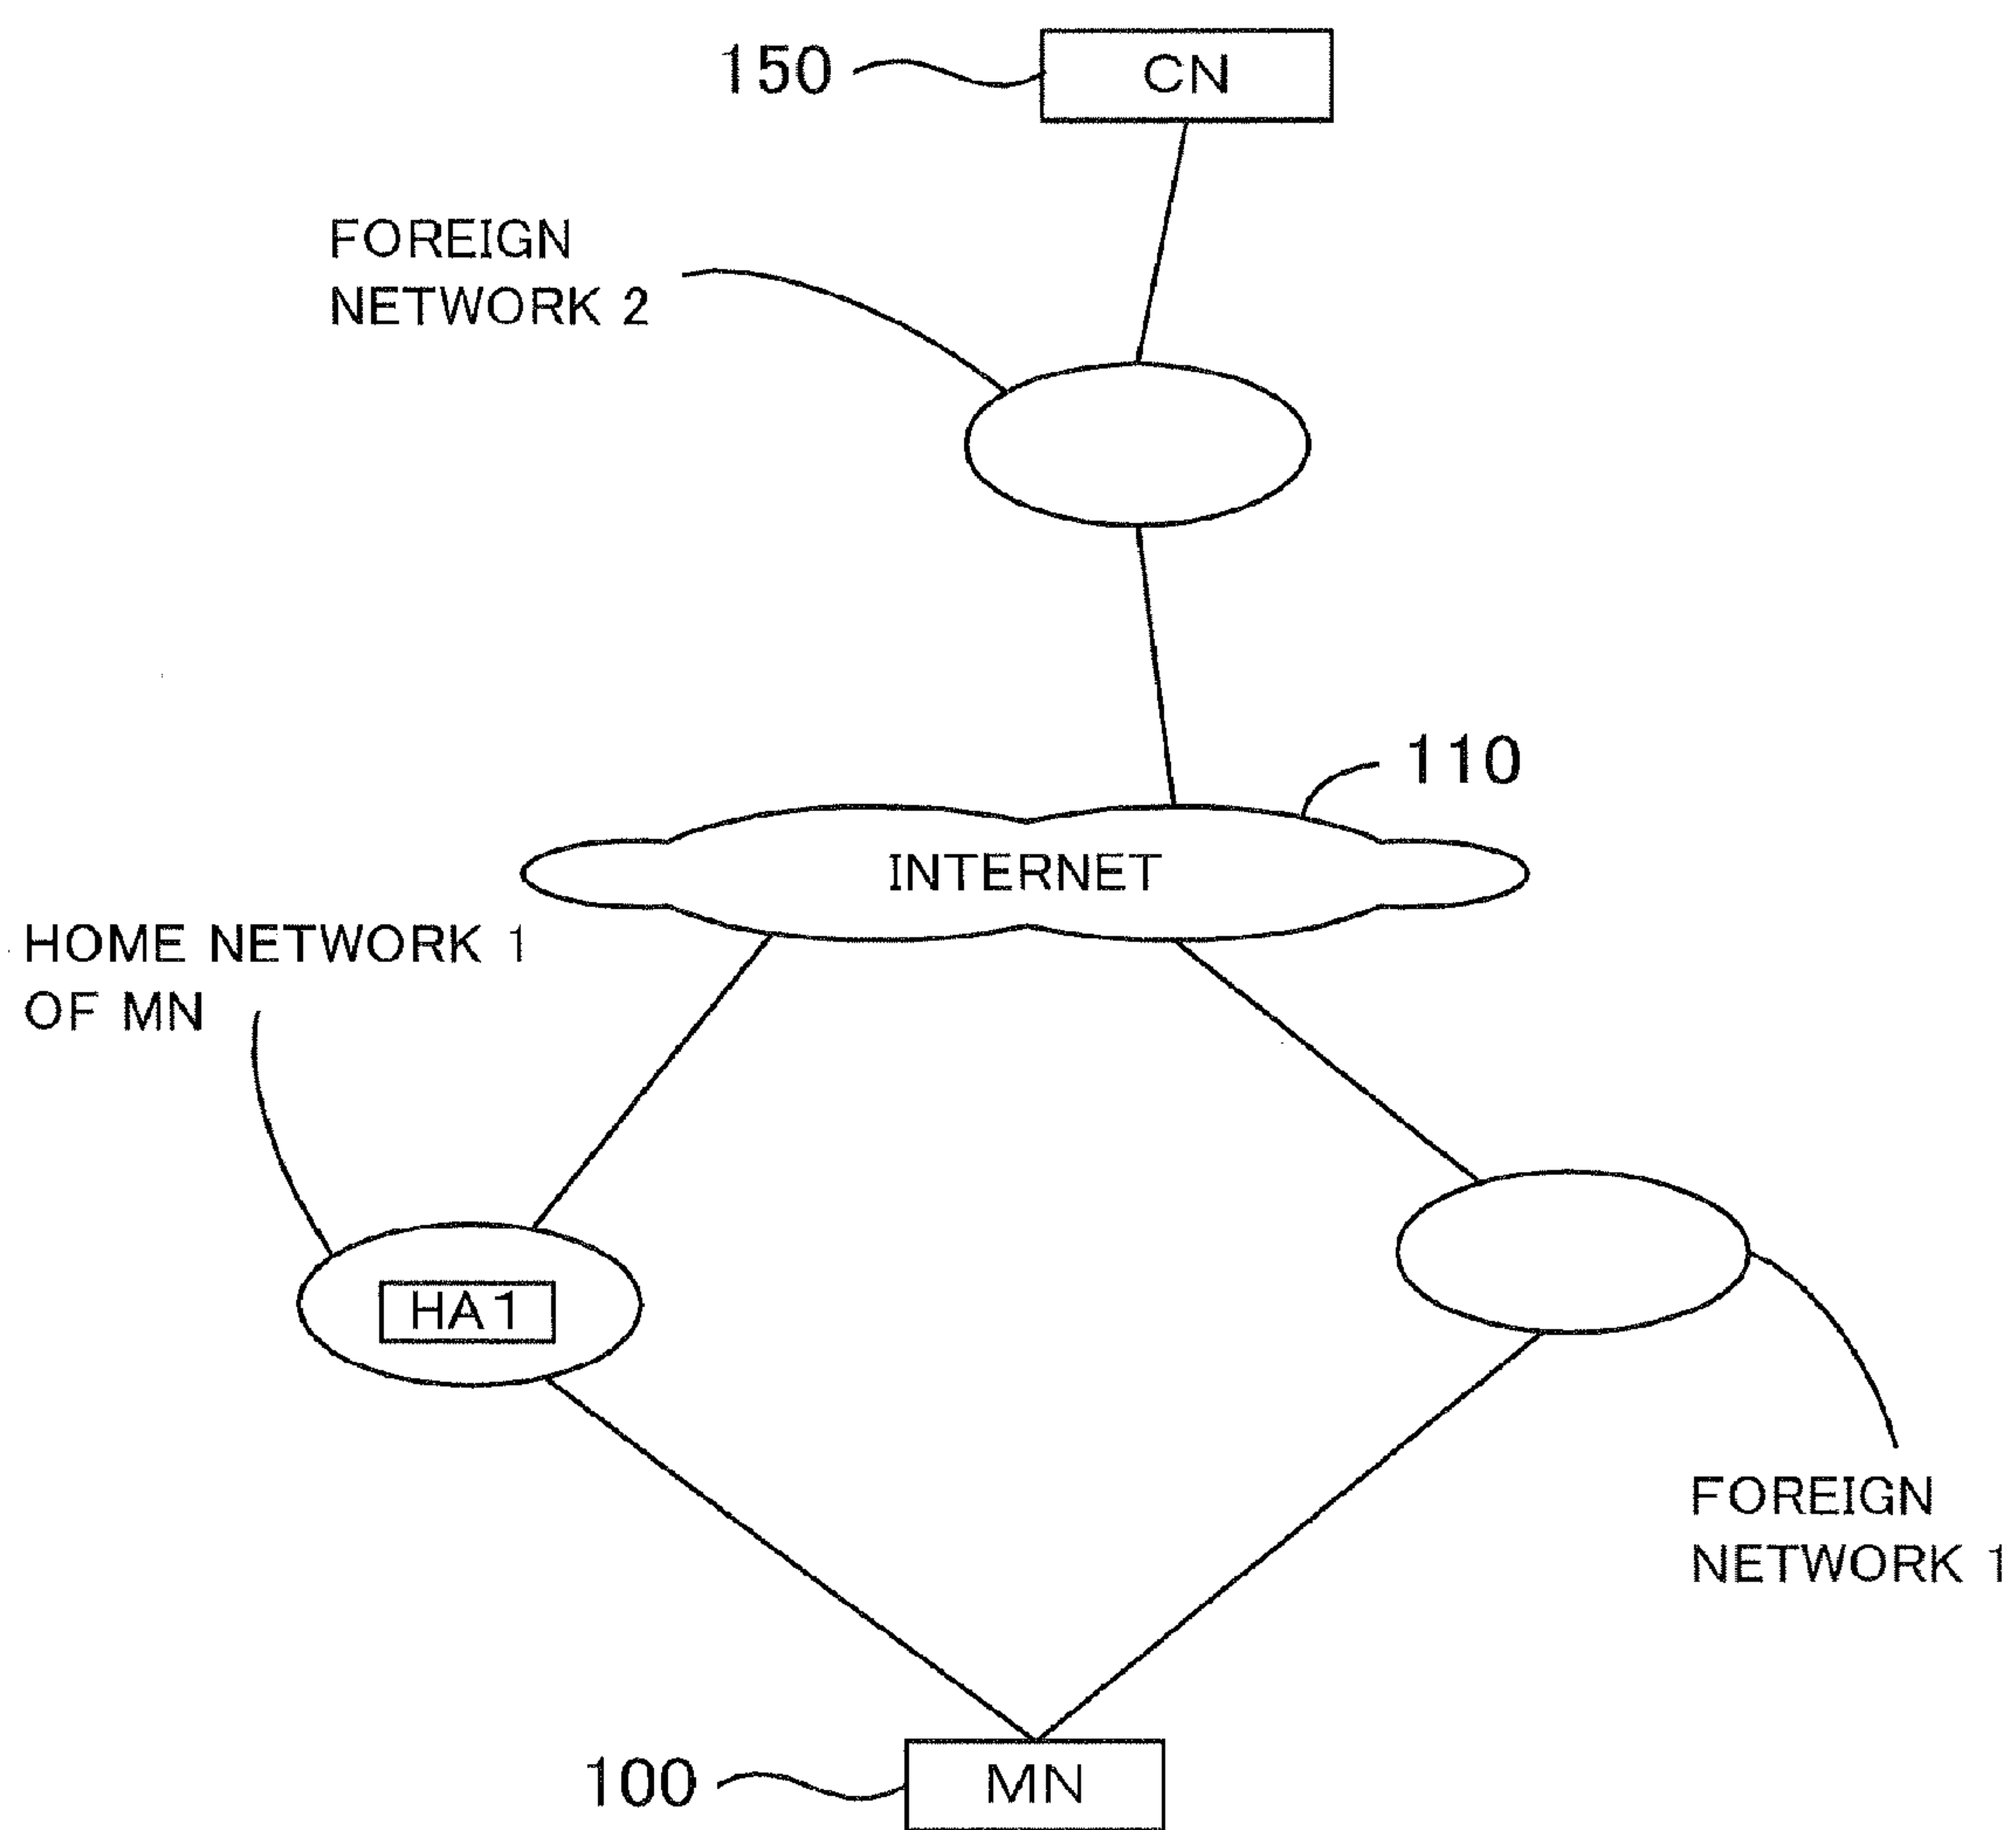 150
CN
FOREIGN
NETWORK 2
110
INTERNET
HOME NETWORK 1
OF MN
HA1
FOREIGN
NETWORK 1
100
MN